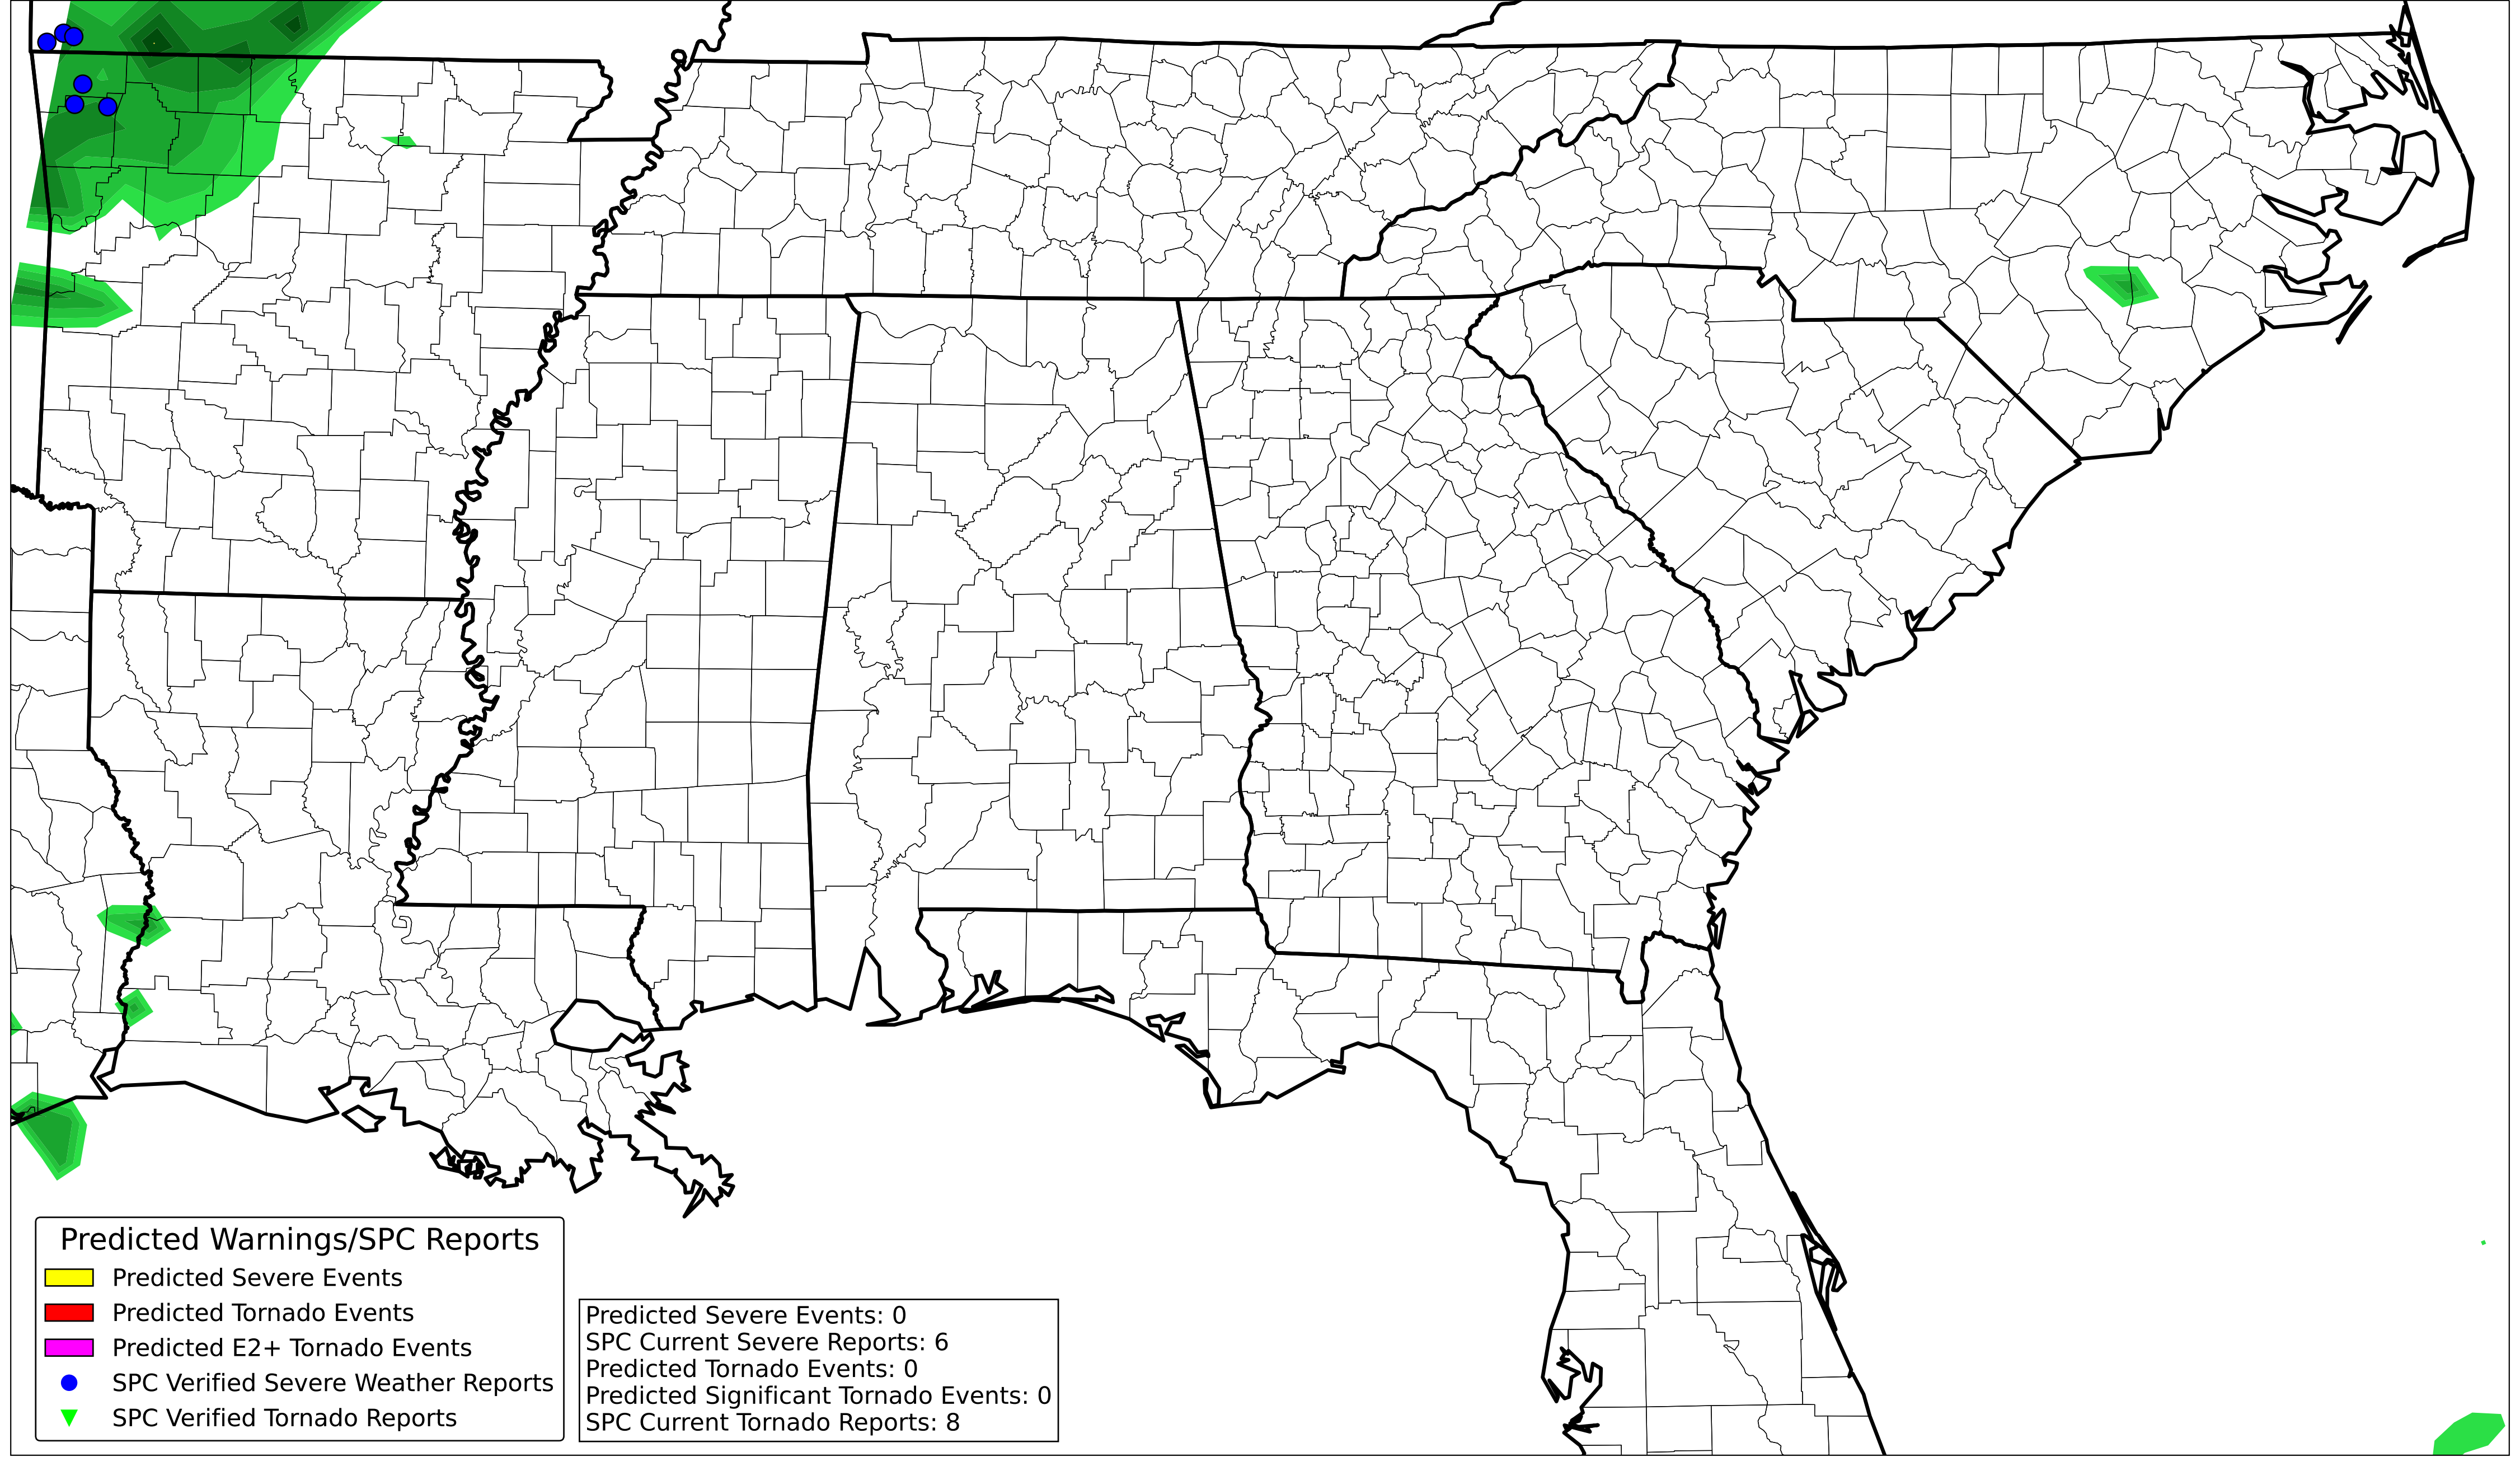 Predicted Warnings/SPC Reports
Predicted Severe Events
Predicted Tornado Events
Predicted E2+ Tornado Events
SPC Verified Severe Weather Reports
SPC Verified Tornado Reports
Predicted Severe Events: 0
SPC Current Severe Reports: 6
Predicted Tornado Events: 0
Predicted Significant Tornado Events: 0
SPC Current Tornado Reports: 8